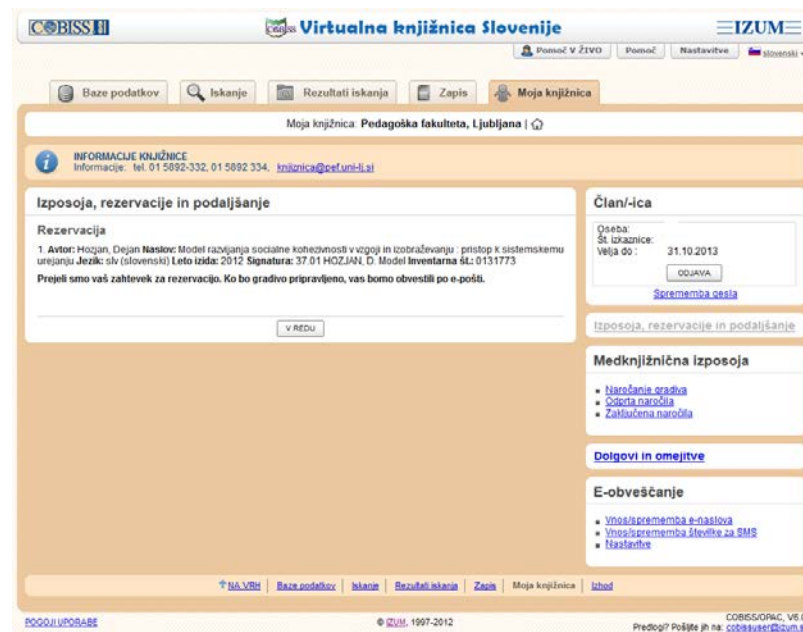 COBISS
Virtualna knjižnica Slovenije
IZUM
Pomoč V ŽIVO
Pomoč
Nastavitve
slovenski
Baze podatkov
Iskanje
Rezultati iskanja
Zapis
Moja knjižnica
Moja knjižnica: Pedagoška fakulteta, Ljubljana |
INFORMACIJE KNJIŽNICE
Informacije: tel. 01 5892-332, 01 5892 334, knjiznica@pef.uni-lj.si
Izposoja, rezervacije in podaljšanje
Rezervacija
1. Avtor: Hozjan, Dejan Naslov: Model razvijanja socialne kohezivnosti v vzgoji in izobraževanju : pristop k sistemskemu
urejanju Jezik: slv (slovenski) Leto izida: 2012 Signatura: 37.01 HOZJAN, D. Model Inventarna št.: 0131773
Prejeli smo vaš zahtevek za rezervacijo. Ko bo gradivo pripravljeno, vas bomo obvestili po e-pošti.
V REDU
Član/-ica
Oseba:
Št. izkaznice:
Velja do : 31.10.2013
ODJAVA
Sprememba gesla
Izposoja, rezervacije in podaljšanje
Medknjižnična izposoja
Naročanje gradiva
Odprta naročila
Zaključena naročila
Dolgovi in omejitve
E-obveščanje
Vnos/sprememba e-naslova
Vnos/sprememba številke za SMS
Nastavitve
NA VRH | Baze podatkov | Iskanje | Rezultati iskanja | Zapis | Moja knjižnica | Izhod
POGOJI UPORABE
© IZUM, 1997-2012
COBISS/OPAC, V6.
Predlogi? Pošljite jih na: cobissuser@izum.s